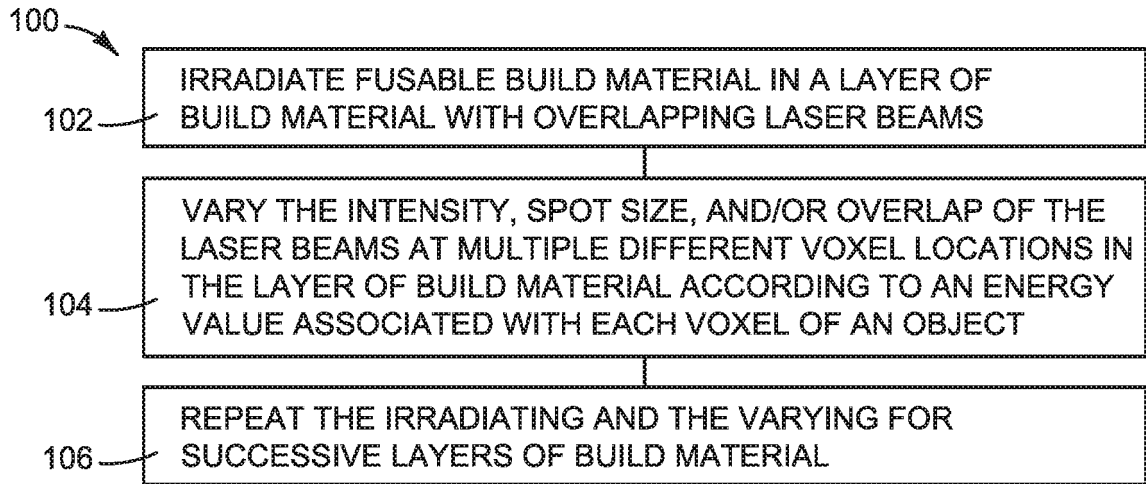 100
102
IRRADIATE FUSABLE BUILD MATERIAL IN A LAYER OF
BUILD MATERIAL WITH OVERLAPPING LASER BEAMS
104
VARY THE INTENSITY, SPOT SIZE, AND/OR OVERLAP OF THE
LASER BEAMS AT MULTIPLE DIFFERENT VOXEL LOCATIONS IN
THE LAYER OF BUILD MATERIAL ACCORDING TO AN ENERGY
VALUE ASSOCIATED WITH EACH VOXEL OF AN OBJECT
106
REPEAT THE IRRADIATING AND THE VARYING FOR
SUCCESSIVE LAYERS OF BUILD MATERIAL